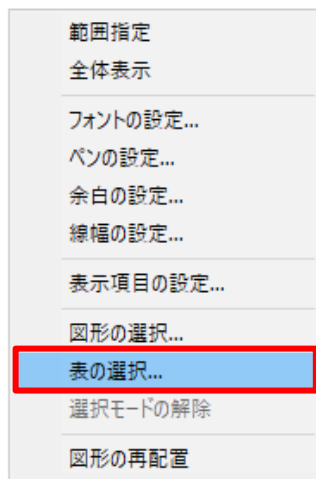 範囲指定
全体表示
フォントの設定...
ペンの設定...
余白の設定...
線幅の設定...
表示項目の設定...
図形の選択...
表の選択...
選択モードの解除
図形の再配置